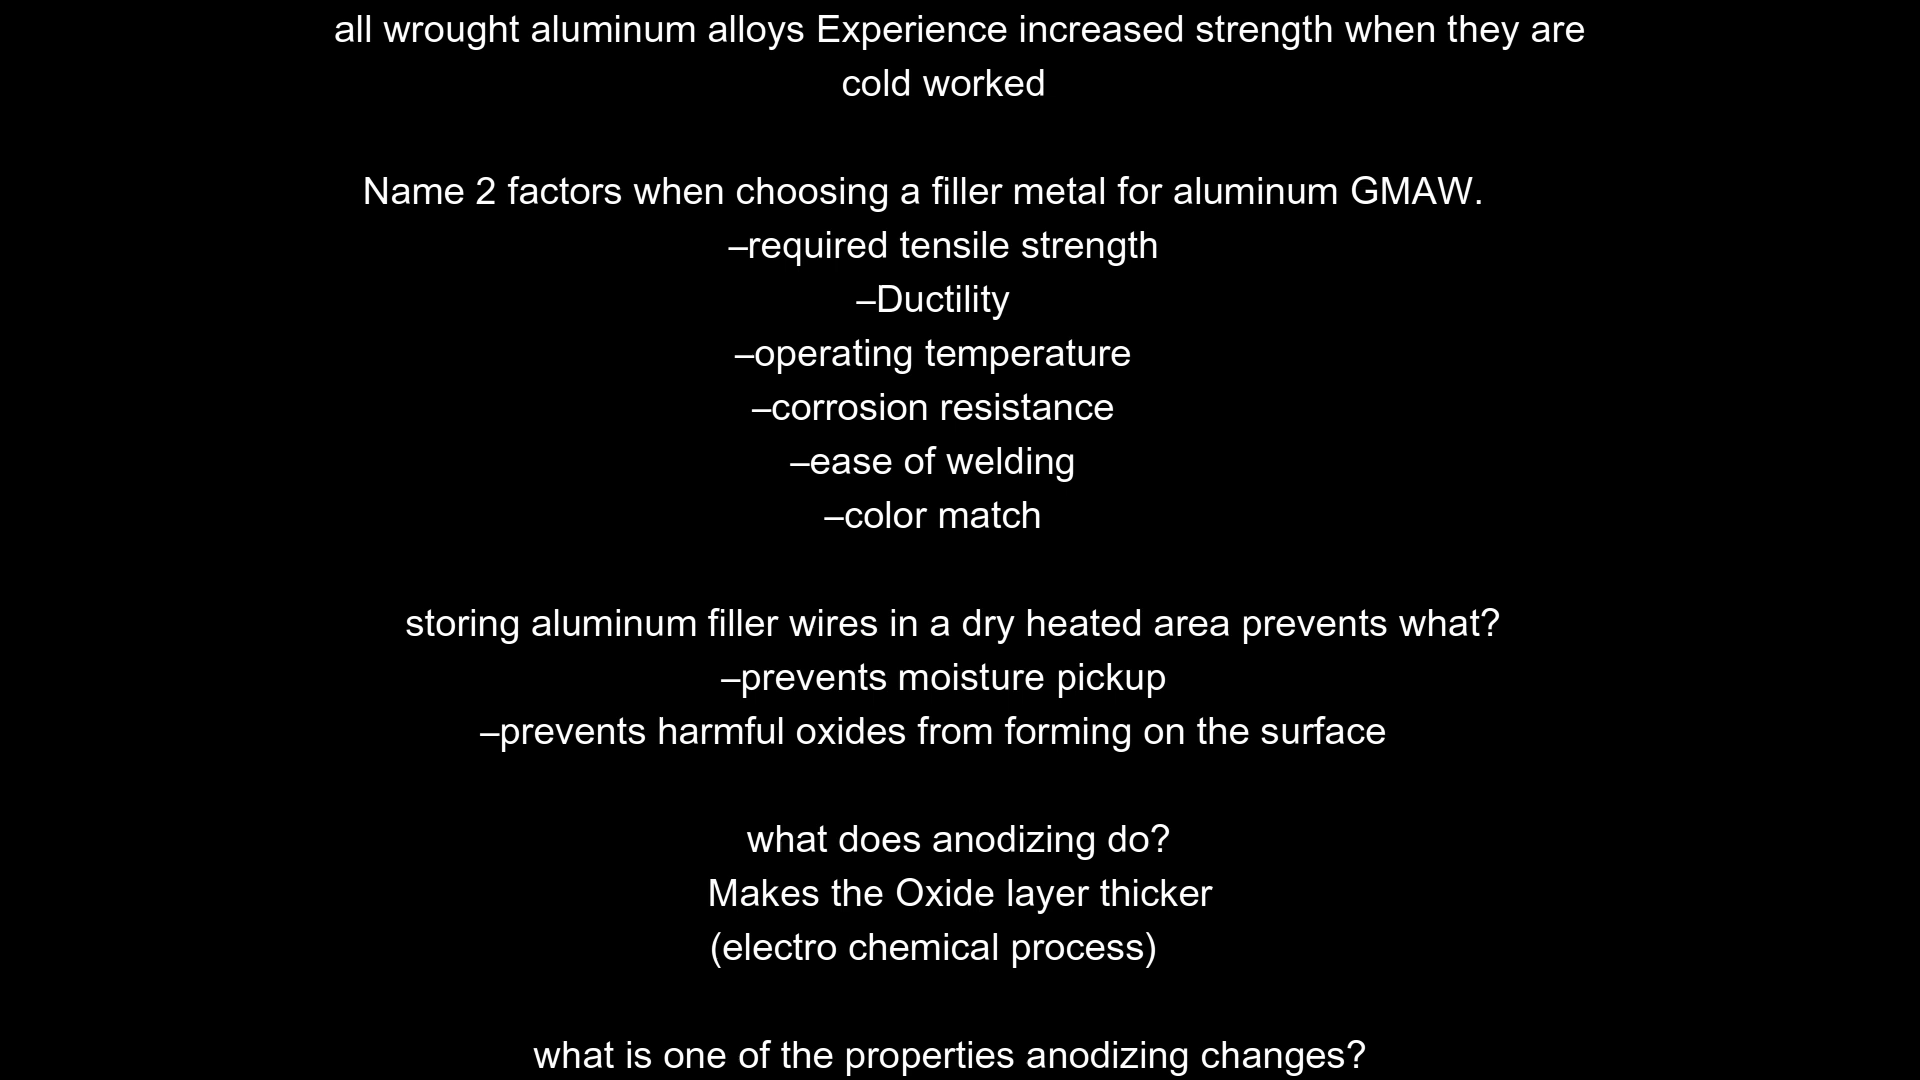 all wrought aluminum alloys Experience increased strength when they are
cold worked
Name 2 factors when choosing a filler metal for aluminum GMAW.
–required tensile strength
–Ductility
–operating temperature
–corrosion resistance
–ease of welding
–color match
storing aluminum filler wires in a dry heated area prevents what?
–prevents moisture pickup
–prevents harmful oxides from forming on the surface
what does anodizing do?
Makes the Oxide layer thicker
(electro chemical process)
what is one of the properties anodizing changes?